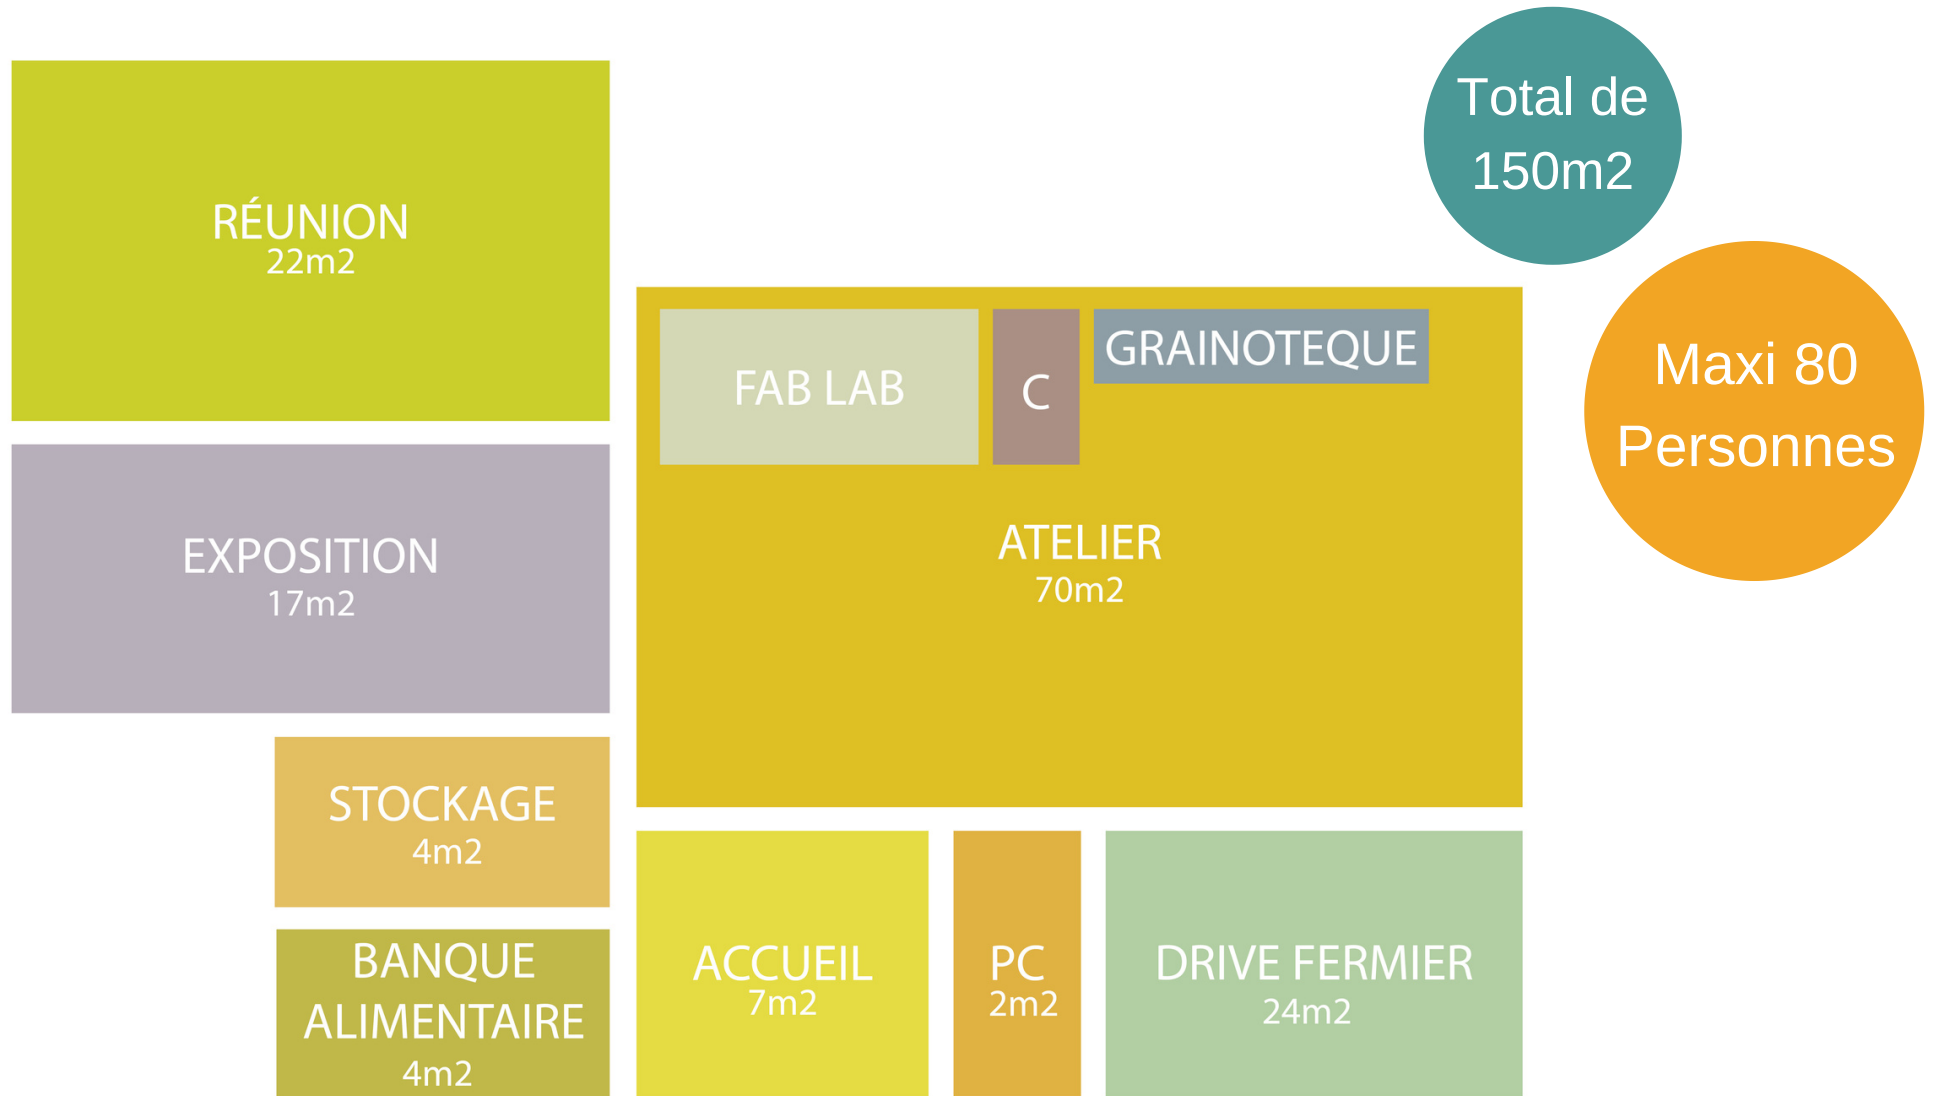 Total de
150m2
Maxi 80
Personnes
RÉUNION
22m2
EXPOSITION
17m2
STOCKAGE
4m2
BANQUE
ALIMENTAIRE
4m2
FAB LAB
C
GRAINOTEQUE
ATELIER
70m2
ACCUEIL
7m2
PC
2m2
DRIVE FERMIER
24m2